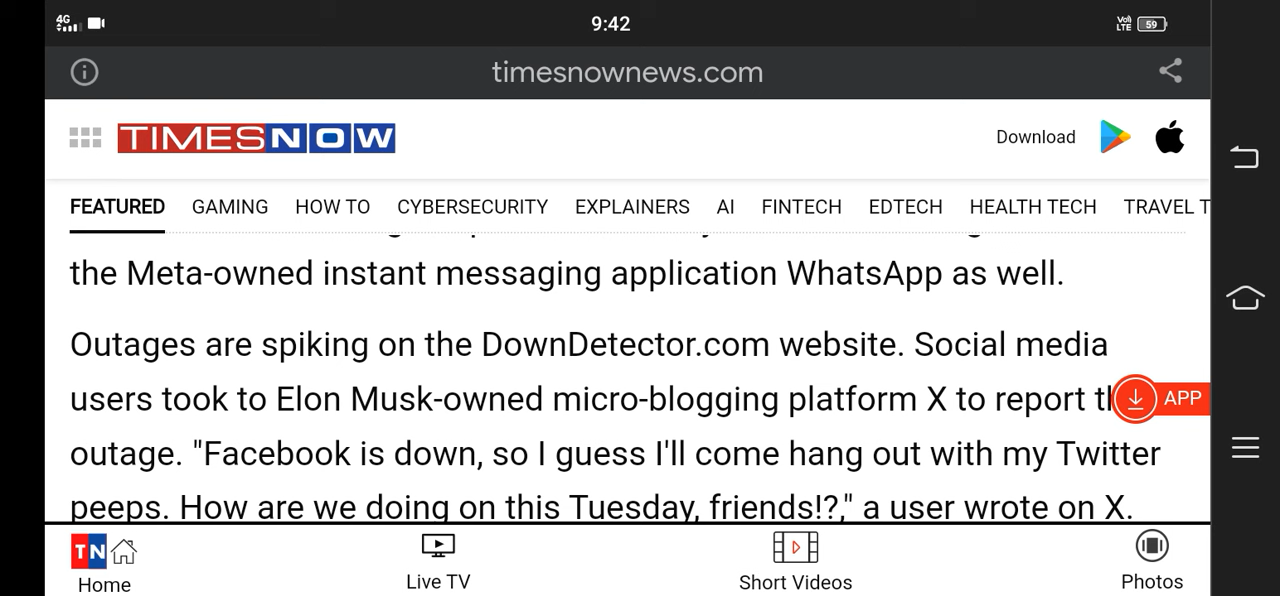 4G 9:42 Vo) LTE 59
timesnownews.com
TIMES NOW Download
FEATURED GAMING HOW TO CYBERSECURITY EXPLAINERS AI FINTECH EDTECH HEALTH TECH TRAVEL T
the Meta-owned instant messaging application WhatsApp as well.
Outages are spiking on the DownDetector.com website. Social media
users took to Elon Musk-owned micro-blogging platform X to report
APP
outage. "Facebook is down, so I guess I'll come hang out with my Twitter
peeps. How are we doing on this Tuesday, friends!?," a user wrote on X.
TN
Home Live TV Short Videos Photos